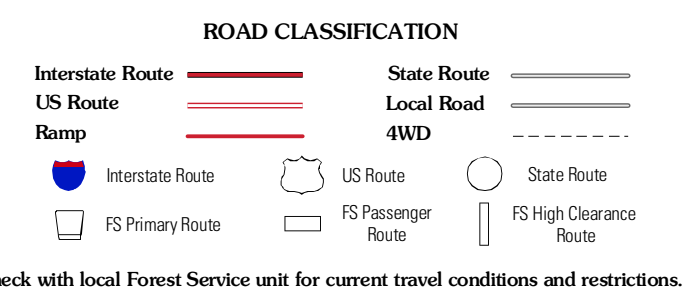 ROAD CLASSIFICATION
Interstate Route State Route
US Route Local Road
Ramp 4WD
Interstate Route US Route State Route
FS Primary Route
FS Passenger
Route
FS High Clearance
Route
with local Forest Service unit for current travel conditions and restrictions.